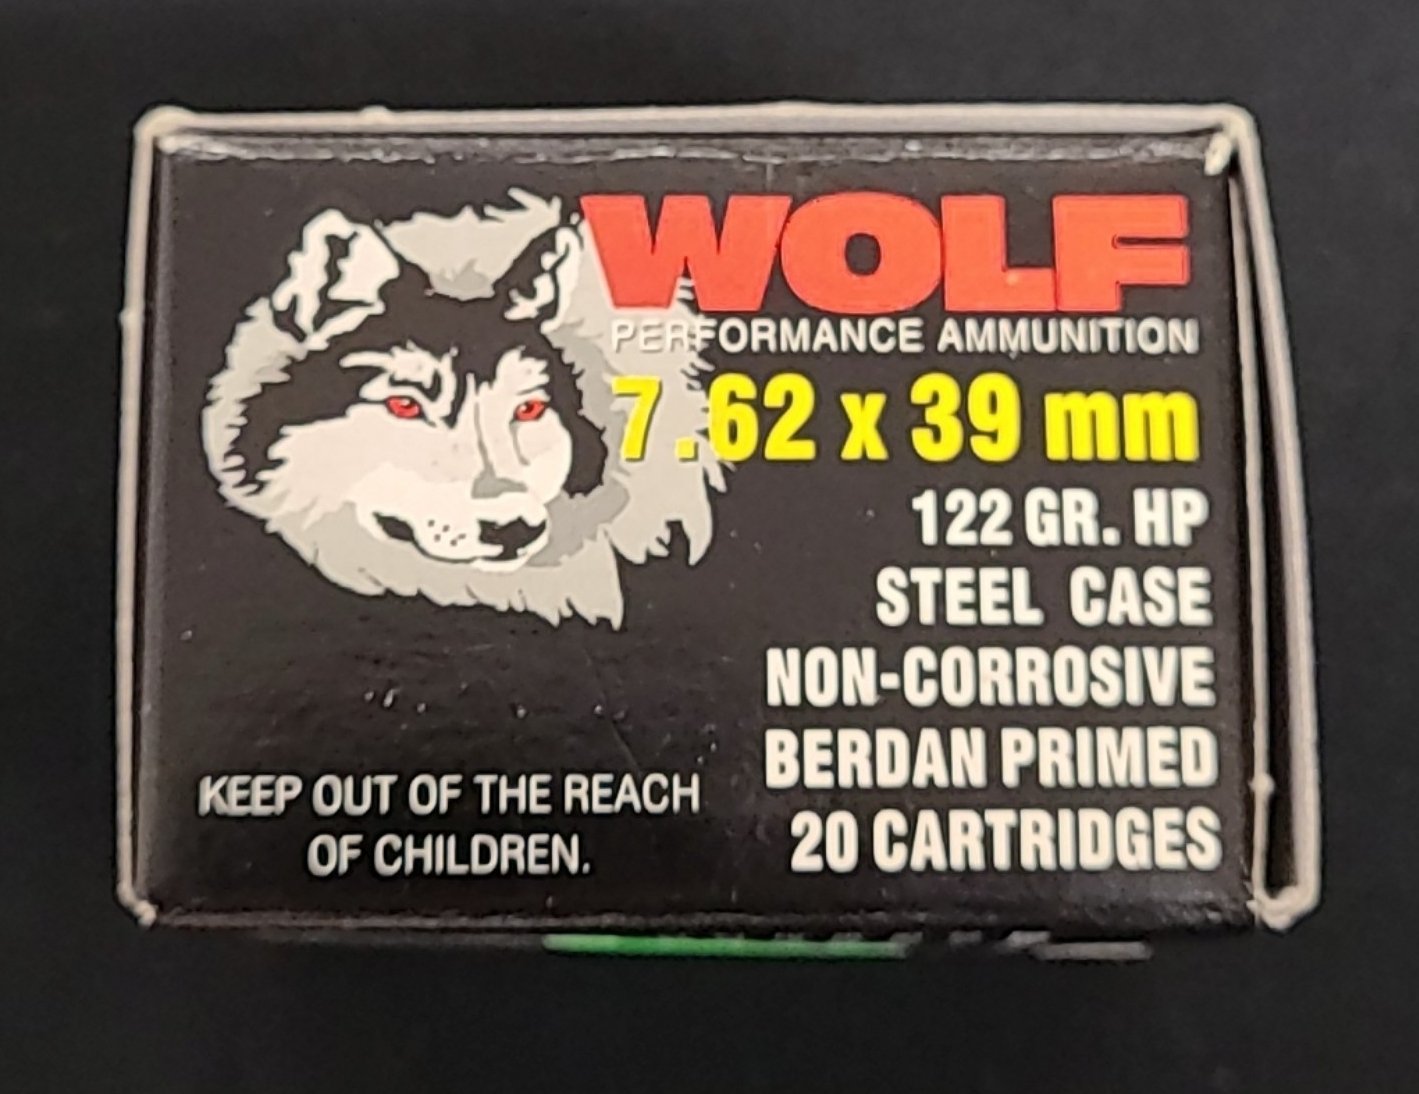 WOLF
PERFORMANCE AMMUNITION
7.62 x 39 mm
122 GR. HP
STEEL CASE
NON-CORROSIVE
BERDAN PRIMED
20 CARTRIDGES
KEEP OUT OF THE REACH
OF CHILDREN.